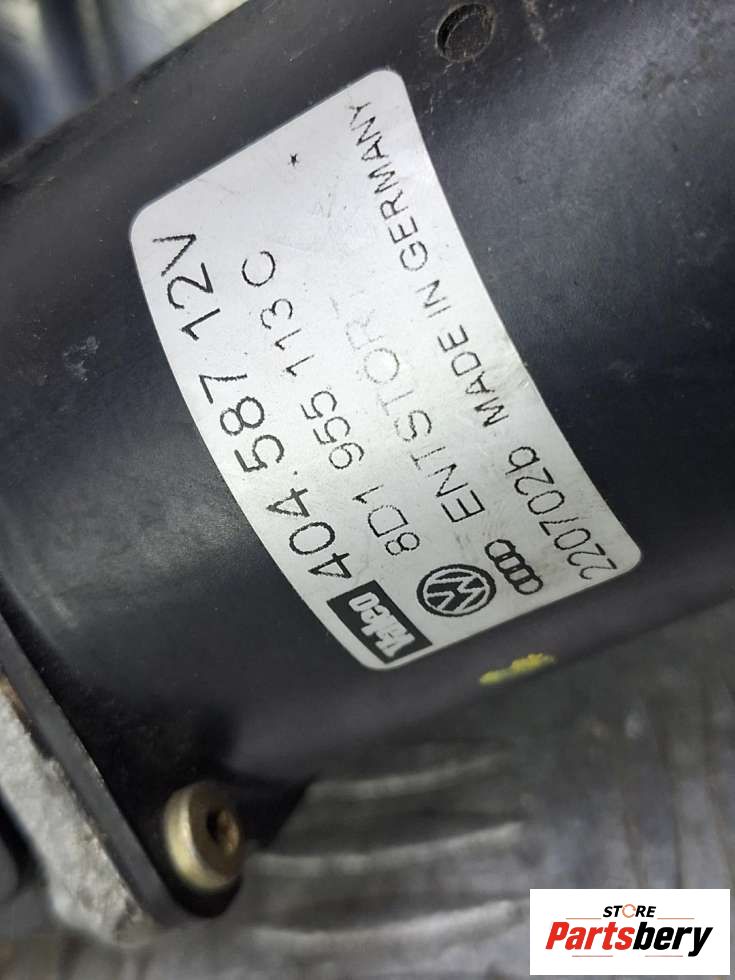 Valeo 404.587 12V
8D1 955 113 C
ENTSTÖRT
220702b MADE IN GERMANY
STORE
Partsbery